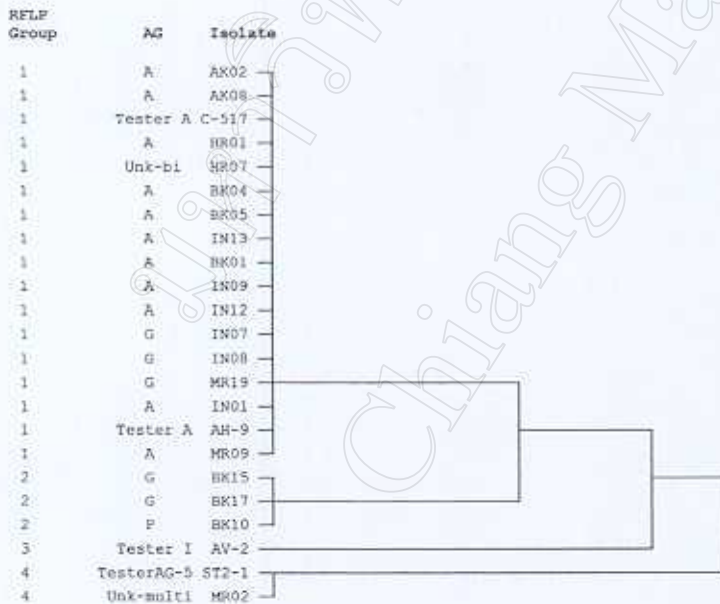 RFLP
Group AG Isolate
1 A AK02
1 A AK08
1 Tester A C-517
1 A HR01
1 Unk-bi HR07
1 A BK04
1 A BK05
1 A IN13
1 A BK01
1 A IN09
1 A IN12
1 G IN07
1 G IN08
1 G MR19
1 A IN01
1 Tester A AH-9
1 A MR09
2 G BK15
2 G BK17
2 P BK10
3 Tester I AV-2
4 TesterAG-5 ST2-1
4 Unk-multi MR02
Chiang Ma